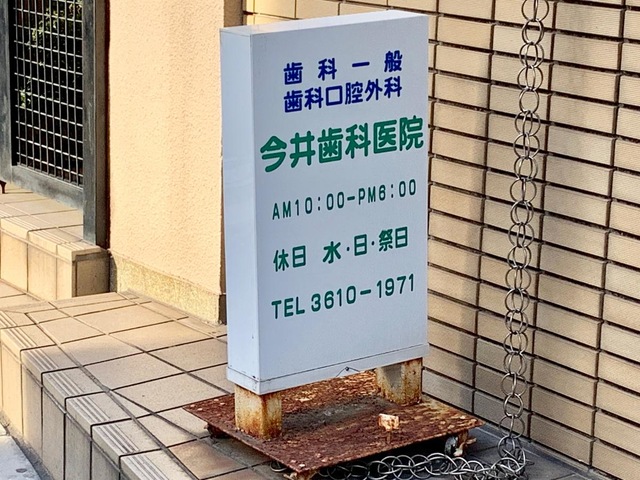 歯科一般
歯科口腔外科
今井歯科医院
AM10:00-PM6:00
休日 水・日・祭日
TEL 3610-1971